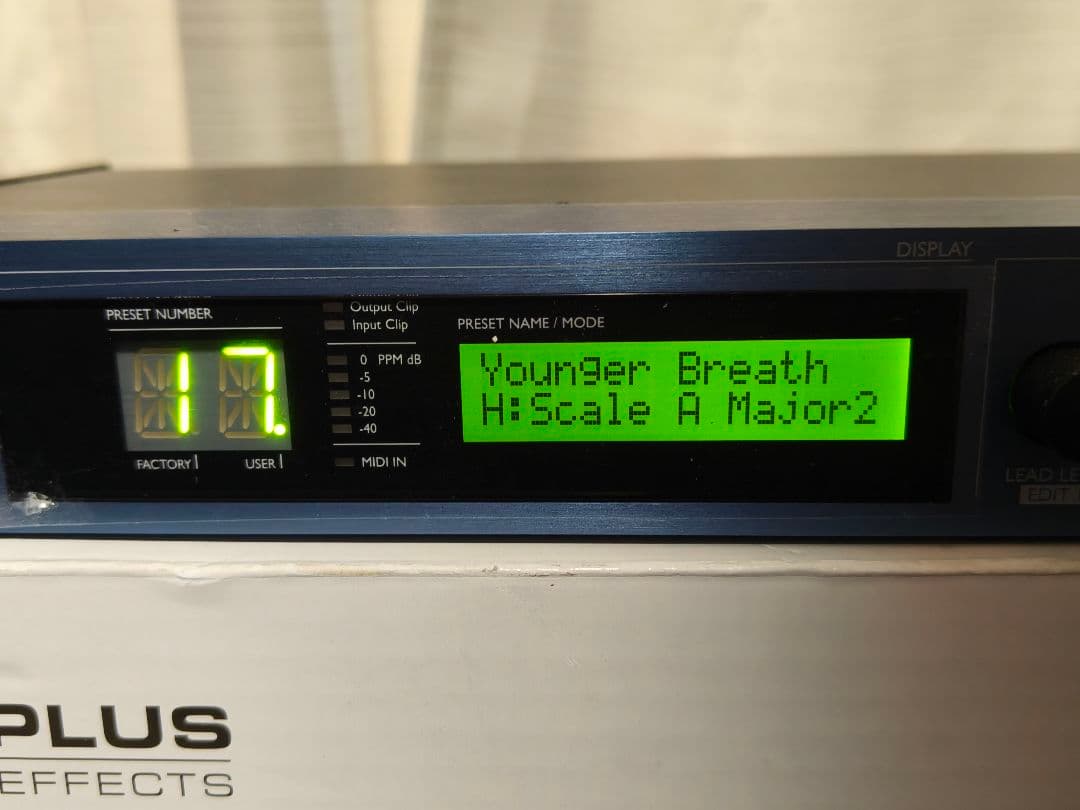 DISPLAY
PRESET NUMBER
17.
FACTORY
USER
Output Clip
Input Clip
0 PPM dB
-5
-10
-20
-40
MIDI IN
PRESET NAME / MODE
Younger Breath
H:Scale A Major2
LEAD LE
EDIT
PLUS
EFFECTS